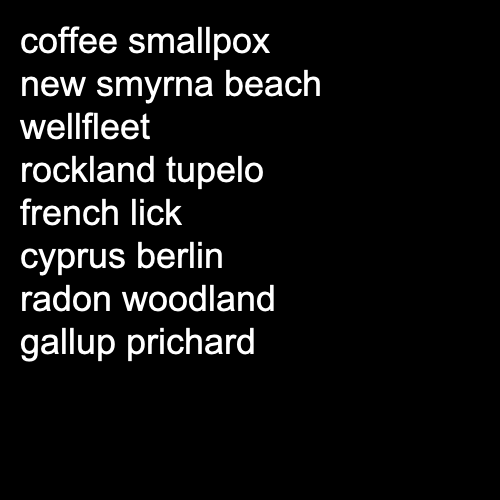 coffee smallpox
new smyrna beach
wellfleet
rockland tupelo
french lick
cyprus berlin
radon woodland
gallup prichard